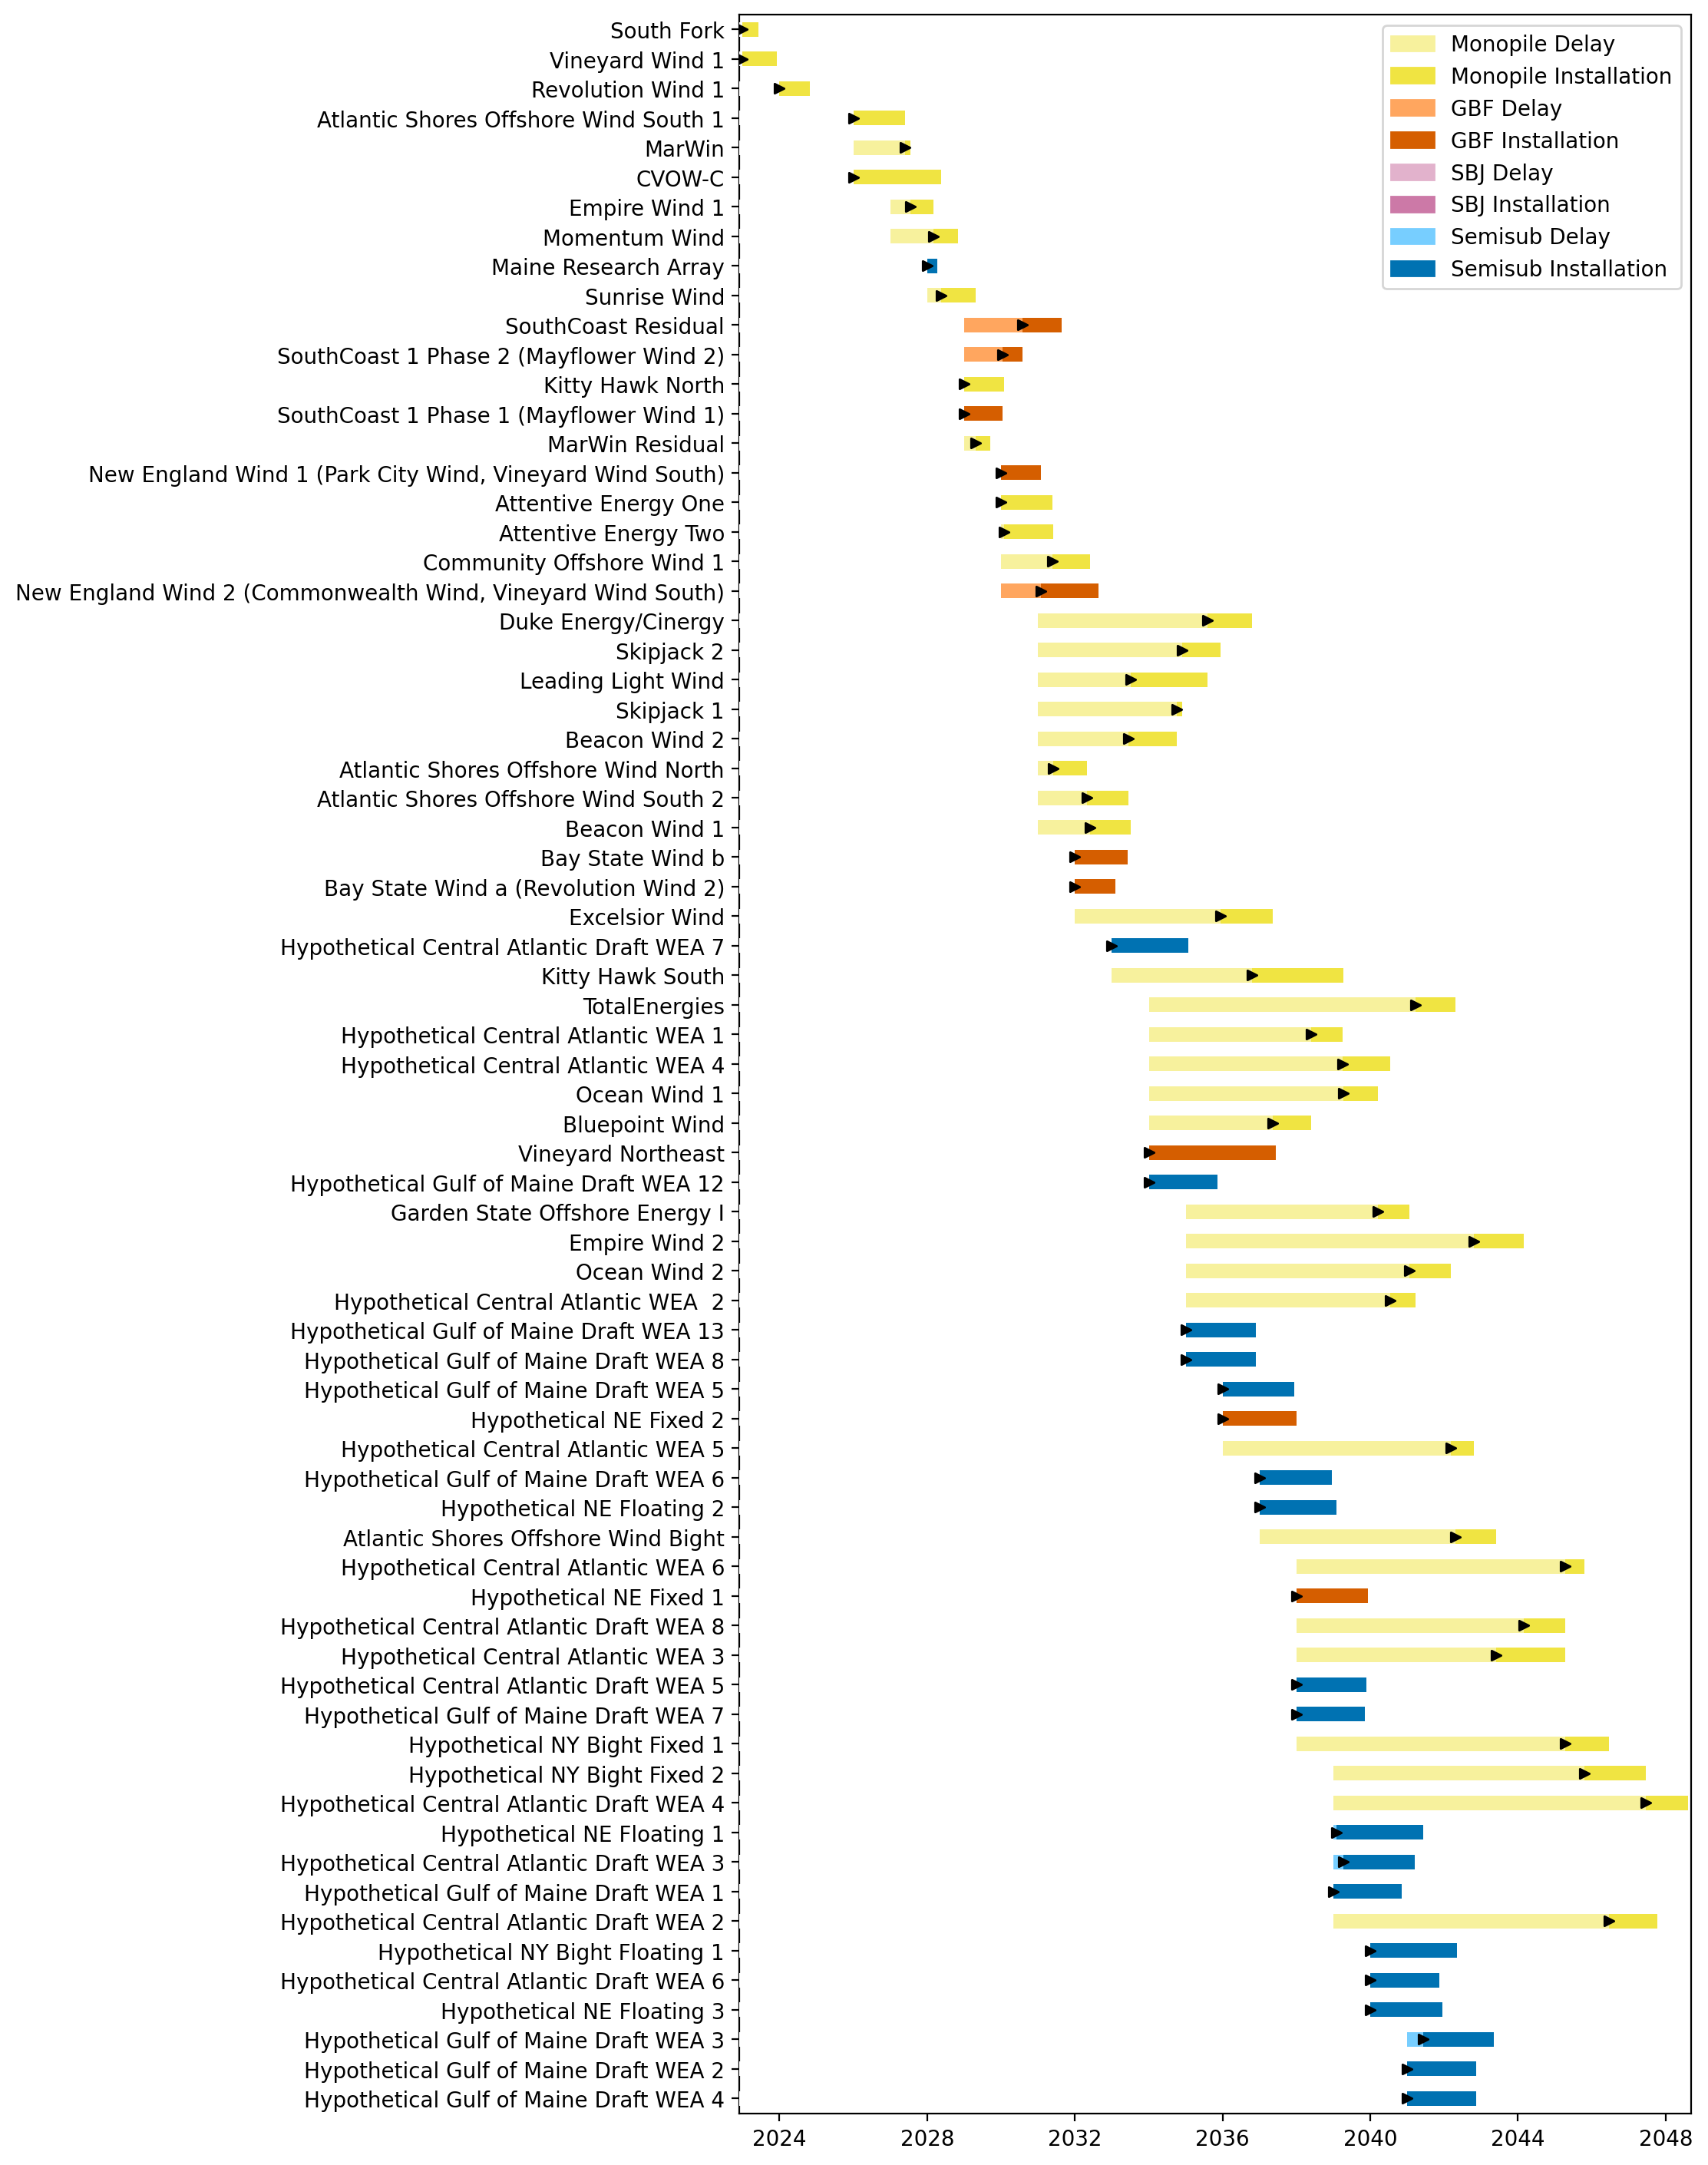 South Fork
Vineyard Wind 1
Revolution Wind 1
Atlantic Shores Offshore Wind South 1
MarWin
CVOW-C
Empire Wind 1
Momentum Wind
Maine Research Array
Sunrise Wind
SouthCoast Residual
SouthCoast 1 Phase 2 (Mayflower Wind 2)
Kitty Hawk North
SouthCoast 1 Phase 1 (Mayflower Wind 1)
MarWin Residual
New England Wind 1 (Park City Wind, Vineyard Wind South)
Attentive Energy One
Attentive Energy Two
Community Offshore Wind 1
New England Wind 2 (Commonwealth Wind, Vineyard Wind South)
Duke Energy/Cinergy
Skipjack 2
Leading Light Wind
Skipjack 1
Beacon Wind 2
Atlantic Shores Offshore Wind North
Atlantic Shores Offshore Wind South 2
Beacon Wind 1
Bay State Wind b
Bay State Wind a (Revolution Wind 2)
Excelsior Wind
Hypothetical Central Atlantic Draft WEA 7
Kitty Hawk South
TotalEnergies
Hypothetical Central Atlantic WEA 1
Hypothetical Central Atlantic WEA 4
Ocean Wind 1
Bluepoint Wind
Vineyard Northeast
Hypothetical Gulf of Maine Draft WEA 12
Garden State Offshore Energy I
Empire Wind 2
Ocean Wind 2
Hypothetical Central Atlantic WEA  2
Hypothetical Gulf of Maine Draft WEA 13
Hypothetical Gulf of Maine Draft WEA 8
Hypothetical Gulf of Maine Draft WEA 5
Hypothetical NE Fixed 2
Hypothetical Central Atlantic WEA 5
Hypothetical Gulf of Maine Draft WEA 6
Hypothetical NE Floating 2
Atlantic Shores Offshore Wind Bight
Hypothetical Central Atlantic WEA 6
Hypothetical NE Fixed 1
Hypothetical Central Atlantic Draft WEA 8
Hypothetical Central Atlantic WEA 3
Hypothetical Central Atlantic Draft WEA 5
Hypothetical Gulf of Maine Draft WEA 7
Hypothetical NY Bight Fixed 1
Hypothetical NY Bight Fixed 2
Hypothetical Central Atlantic Draft WEA 4
Hypothetical NE Floating 1
Hypothetical Central Atlantic Draft WEA 3
Hypothetical Gulf of Maine Draft WEA 1
Hypothetical Central Atlantic Draft WEA 2
Hypothetical NY Bight Floating 1
Hypothetical Central Atlantic Draft WEA 6
Hypothetical NE Floating 3
Hypothetical Gulf of Maine Draft WEA 3
Hypothetical Gulf of Maine Draft WEA 2
Hypothetical Gulf of Maine Draft WEA 4
Monopile Delay
Monopile Installation
GBF Delay
GBF Installation
SBJ Delay
SBJ Installation
Semisub Delay
Semisub Installation
2024 2028 2032 2036 2040 2044 2048